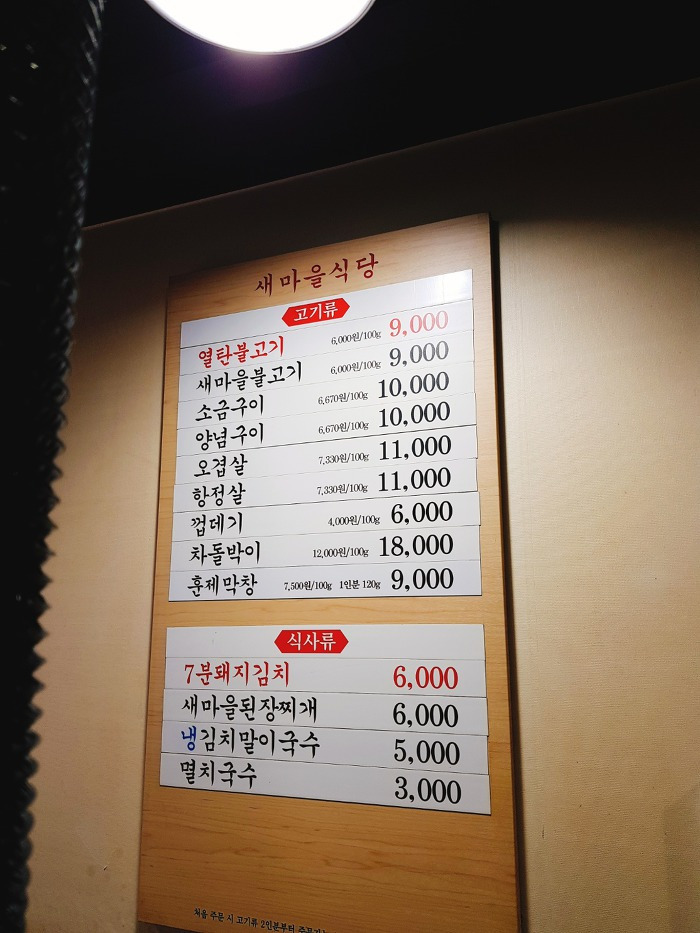 새마을식당
고기류
열탄불고기 6,000원/100g 9,000
새마을불고기 6,000원/100g 9,000
소금구이 6,670원/100g 10,000
양념구이 6,670원/100g 10,000
오겹살 7,330원/100g 11,000
항정살 7,330원/100g 11,000
껍데기 4,000원/100g 6,000
차돌박이 12,000원/100g 18,000
훈제막창 7,500원/100g 1인분 120g 9,000
식사류
7분돼지김치 6,000
새마을된장찌개 6,000
냉김치말이국수 5,000
멸치국수 3,000
처음 주문 시 고기류 2인분부터